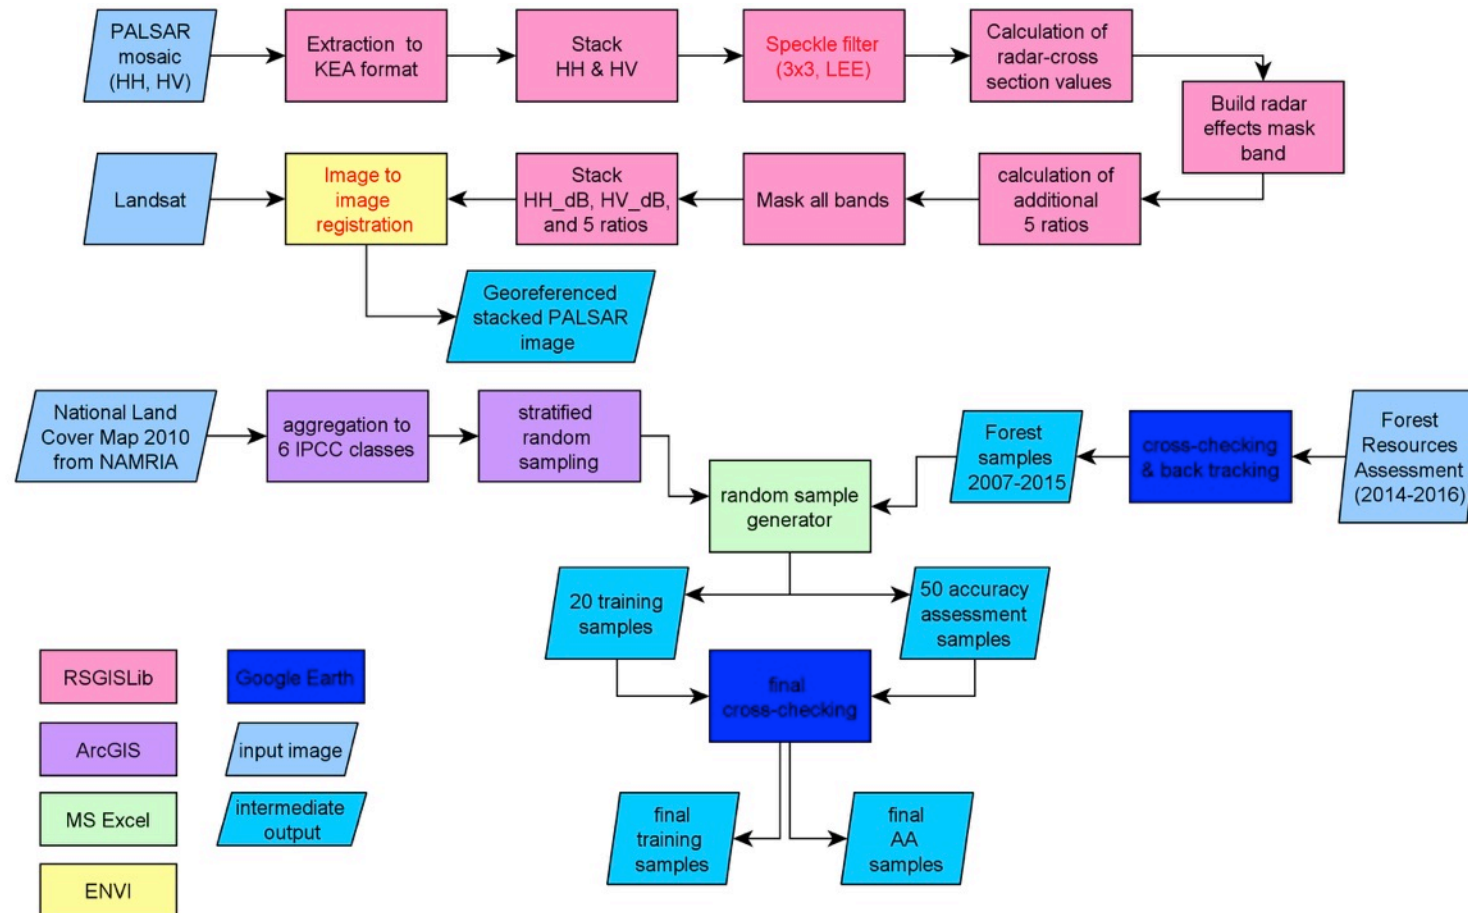 PALSAR
mosaic
(HH, HV)
Extraction to
KEA format
Stack
HH & HV
Speckle filter
(3x3, LEE)
Calculation of
radar-cross
section values
Build radar
effects mask
band
Landsat
Image to
image
registration
Stack
HH_dB, HV_dB,
and 5 ratios
Mask all bands
calculation of
additional
5 ratios
Georeferenced
stacked PALSAR
image
National Land
Cover Map 2010
from NAMRIA
aggregation to
6 IPCC classes
stratified
random
sampling
random sample
generator
Forest
samples
2007-2015
cross-checking
& back tracking
Forest
Resources
Assessment
(2014-2016)
20 training
samples
50 accuracy
assessment
samples
final
cross-checking
final
training
samples
final
AA
samples
RSGISLib
Google Earth
ArcGIS
input image
MS Excel
intermediate
output
ENVI